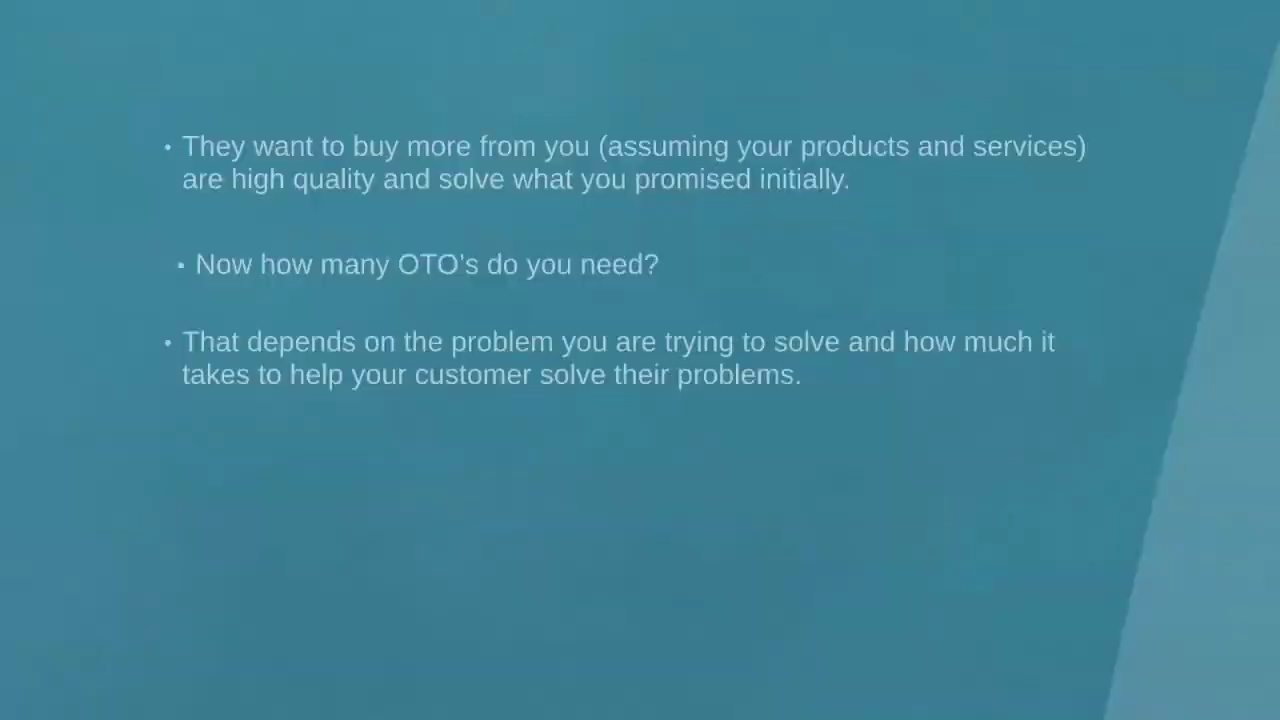 • They want to buy more from you (assuming your products and services)
are high quality and solve what you promised initially.
• Now how many OTO's do you need?
• That depends on the problem you are trying to solve and how much it
takes to help your customer solve their problems.